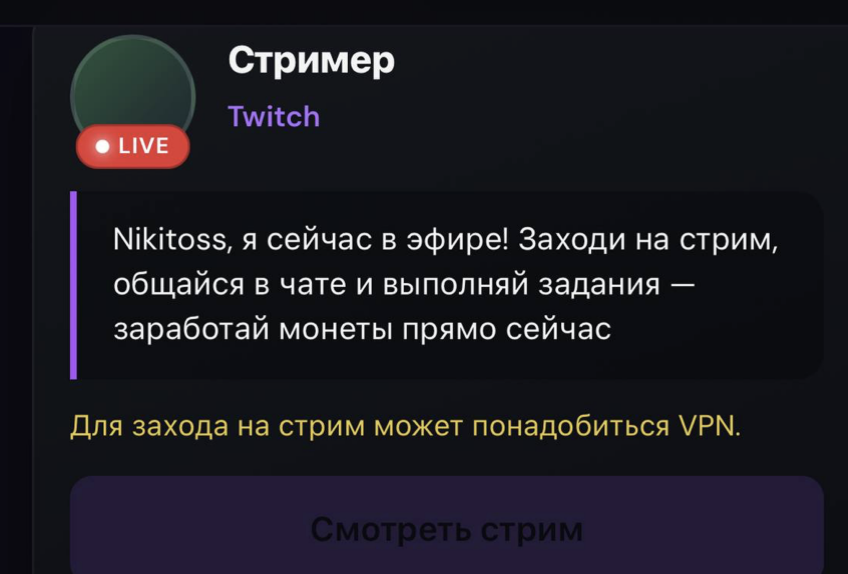 Стример
Twitch
LIVE
Nikitoss, я сейчас в эфире! Заходи на стрим,
общайся в чате и выполняй задания —
заработай монеты прямо сейчас
Для захода на стрим может понадобиться VPN.
Смотреть стрим